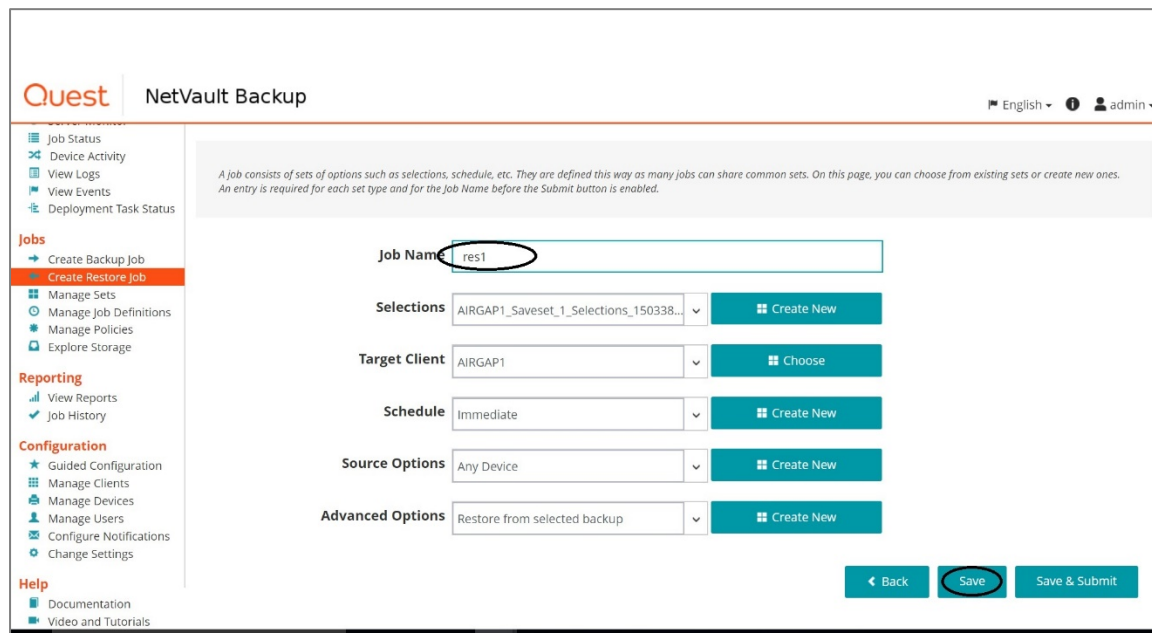 Quest NetVault Backup
English
admin
Job Status
Device Activity
View Logs
View Events
Deployment Task Status
Jobs
Create Backup Job
Create Restore Job
Manage Sets
Manage Job Definitions
Manage Policies
Explore Storage
Reporting
View Reports
Job History
Configuration
Guided Configuration
Manage Clients
Manage Devices
Manage Users
Configure Notifications
Change Settings
Help
Documentation
Video and Tutorials
A job consists of sets of options such as selections, schedule, etc. They are defined this way as many jobs can share common sets. On this page, you can choose from existing sets or create new ones.
An entry is required for each set type and for the Job Name before the Submit button is enabled.
Job Name res1
Selections AIRGAP1_Saveset_1_Selections_150338... Create New
Target Client AIRGAP1 Choose
Schedule Immediate Create New
Source Options Any Device Create New
Advanced Options Restore from selected backup Create New
Back Save Save & Submit